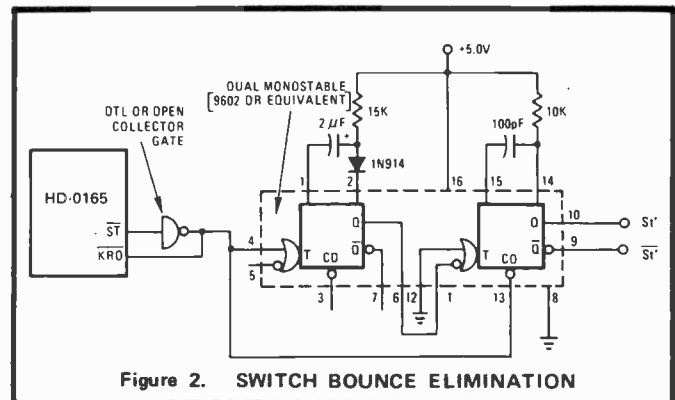 +5.0V
DUAL MONOSTABLE
[9602 OR EQUIVALENT]
DTL OR OPEN
COLLECTOR
GATE
15K
10K
2 µF
+
100pF
1N914
1
2
16
15
14
HD-0165
ST
KRO
4
5
T
Q
Q
CD
3
7
6
12
1
T
Q
Q
CD
13
8
10
St'
9
St'
Figure 2. SWITCH BOUNCE ELIMINATION